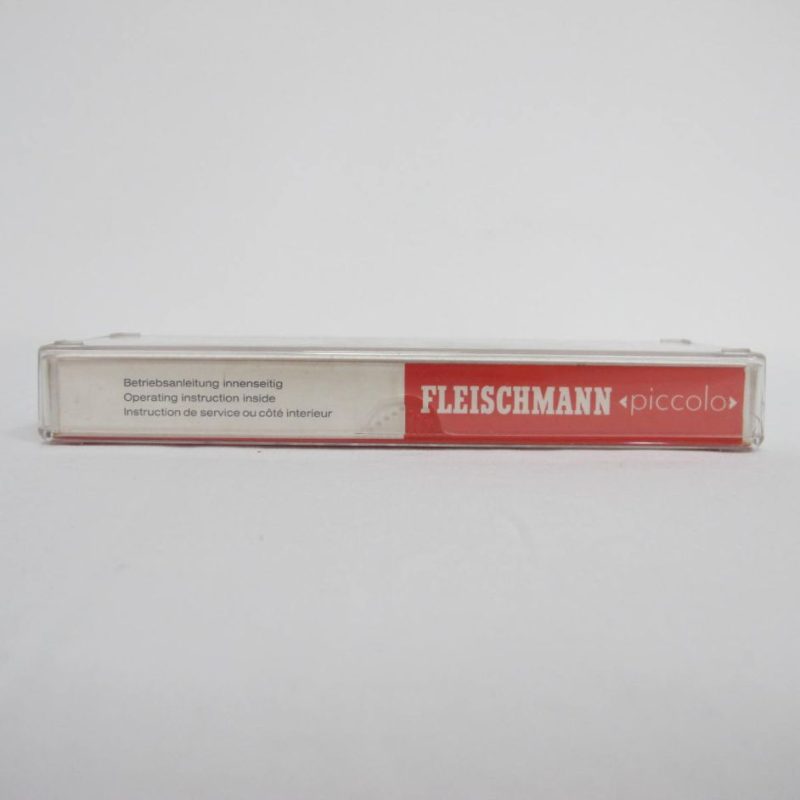 Betriebsanleitung innenseitig
Operating instruction inside
Instruction de service ou côté interieur
FLEISCHMANN ‹piccolo›